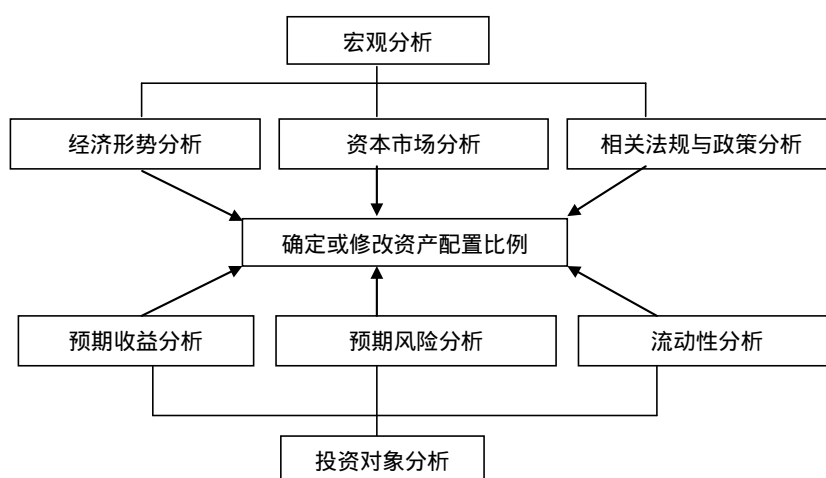 宏观分析
经济形势分析
资本市场分析
相关法规与政策分析
确定或修改资产配置比例
预期收益分析
预期风险分析
流动性分析
投资对象分析